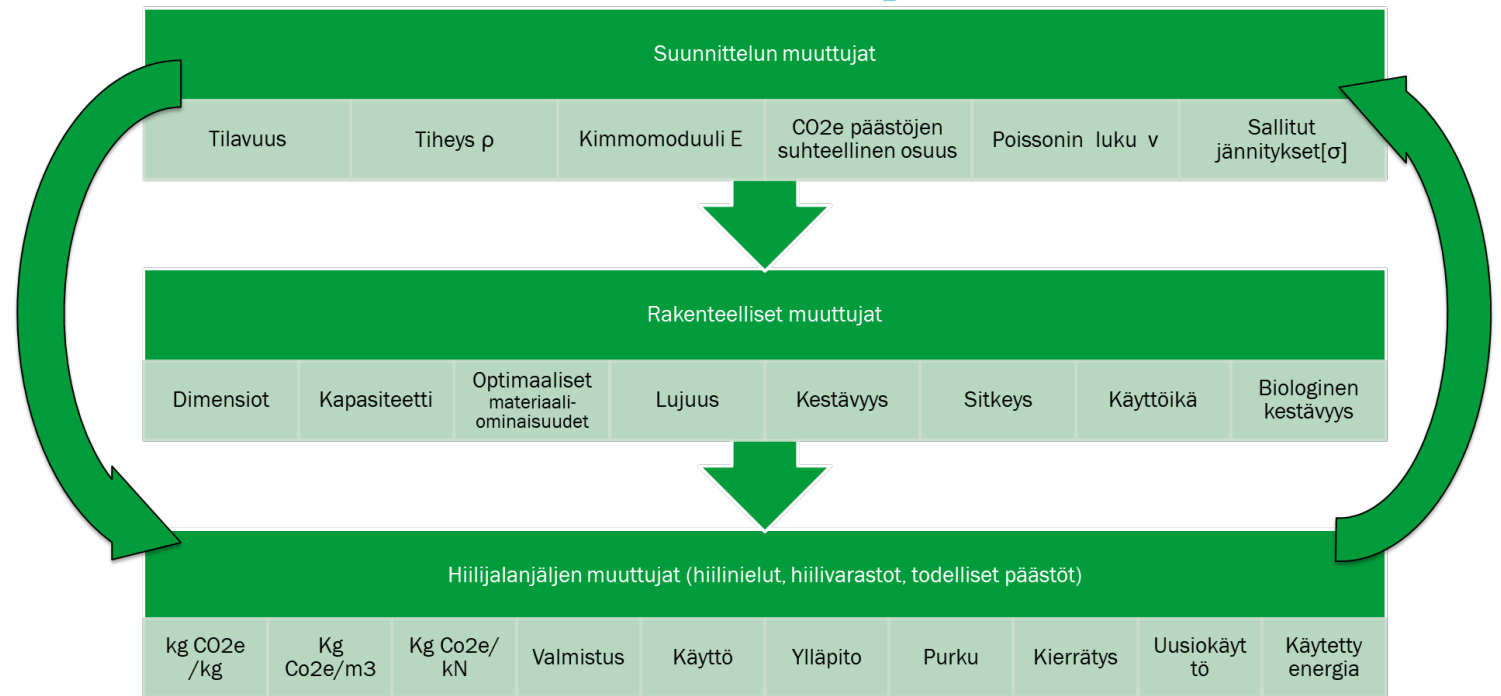 Suunnittelun muuttujat
Tilavuus
Tiheys ρ
Kimmomoduuli E
CO2e päästöjen
suhteellinen osuus
Poissonin luku ν
Sallitut
jännitykset[σ]
Rakenteelliset muuttujat
Dimensiot
Kapasiteetti
Optimaaliset
materiaali-
ominaisuudet
Lujuus
Kestävyys
Sitkeys
Käyttöikä
Biologinen
kestävyys
Hiilijalanjäljen muuttujat (hiilinielut, hiilivarastot, todelliset päästöt)
kg CO2e
/kg
Kg
Co2e/m3
Kg Co2e/
kN
Valmistus
Käyttö
Ylläpito
Purku
Kierrätys
Uusiokäyt
tö
Käytetty
energia